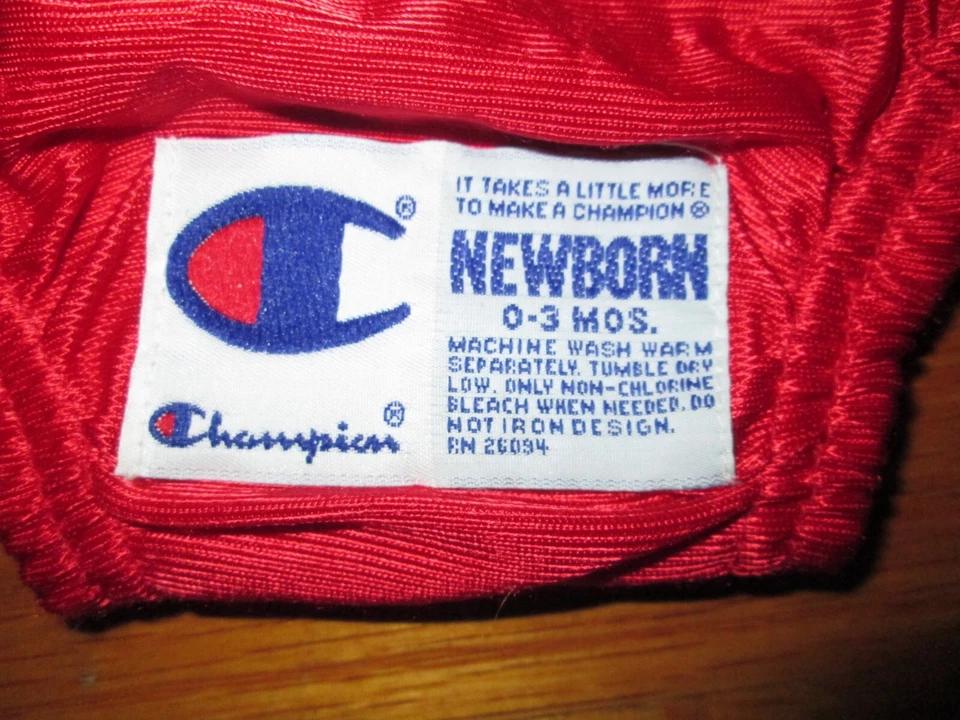 ®
Champion®
IT TAKES A LITTLE MORE
TO MAKE A CHAMPION ®
NEWBORN
0-3 MOS.
MACHINE WASH WARM
SEPARATELY. TUMBLE DRY
LOW. ONLY NON-CHLORINE
BLEACH WHEN NEEDED. DO
NOT IRON DESIGN.
RN 26094